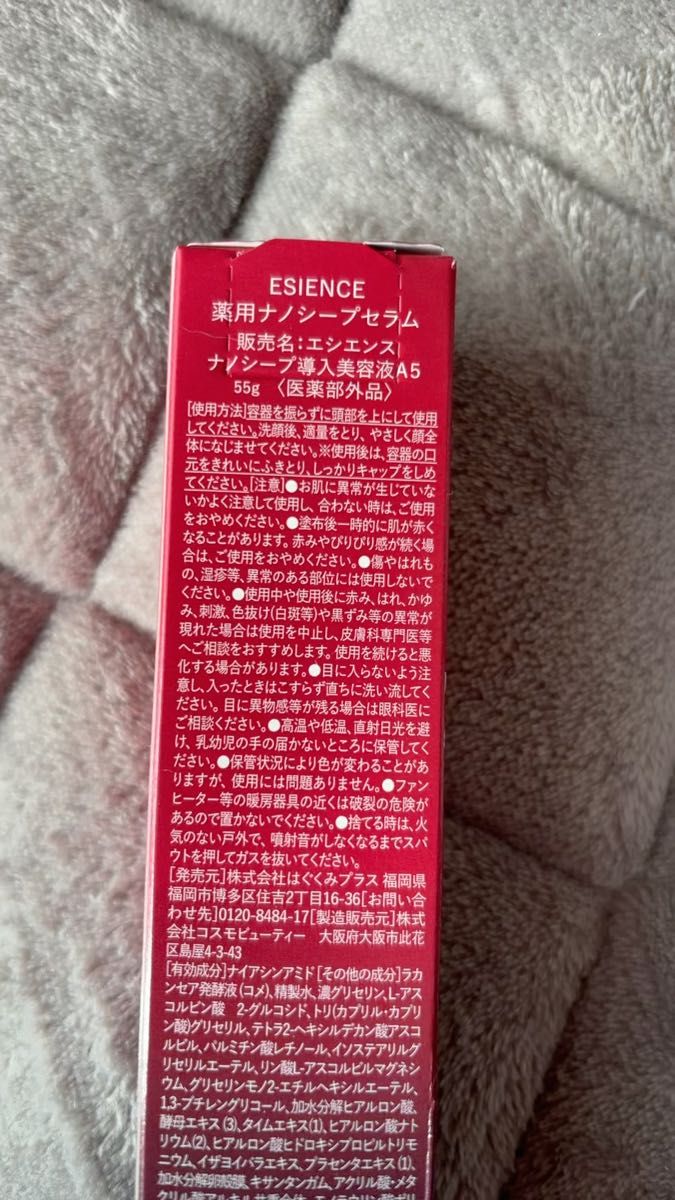 ESIENCE
薬用ナノシープセラム
販売名:エシエンス
ナノシープ導入美容液A5
55g 〈医薬部外品〉
[使用方法]容器を振らずに頭部を上にして使用
してください。洗顔後、適量をとり、やさしく顔全
体になじませてください。※使用後は、容器の口
元をきれいにふきとり、しっかりキャップをしめ
てください。[注意]●お肌に異常が生じていな
いかよく注意して使用し、合わない時は、ご使用
をおやめください。●塗布後一時的に肌が赤く
なることがあります。赤みやぴりぴり感が続く場
合は、ご使用をおやめください。●傷やはれも
の、湿疹等、異常のある部位には使用しないで
ください。●使用中や使用後に赤み、はれ、かゆ
み、刺激、色抜け(白斑等)や黒ずみ等の異常が
現れた場合は使用を中止し、皮膚科専門医等
へご相談をおすすめします。使用を続けると悪
化する場合があります。●目に入らないよう注
意し、入ったときはこすらず直ちに洗い流してく
ださい。目に異物感等が残る場合は眼科医に
ご相談ください。●高温や低温、直射日光を避
け、乳幼児の手の届かないところに保管してく
ださい。●保管状況により色が変わることがあ
りますが、使用には問題ありません。●ファン
ヒーター等の暖房器具の近くは破裂の危険が
あるので置かないでください。●捨てる時は、火
気のない戸外で、噴射音がしなくなるまでスパ
ウトを押してガスを抜いてください。
[発売元]株式会社はぐくみプラス 福岡県
福岡市博多区住吉2丁目16-36[お問い合
わせ先]0120-8484-17[製造販売元]株式
会社コスモビューティー 大阪府大阪市此花
区島屋4-3-43
[有効成分]ナイアシンアミド[その他の成分]ラカ
ンセア発酵液(コメ)、精製水、濃グリセリン、L-アス
コルビン酸 2-グルコシド、トリ(カプリル・カプリ
ン酸)グリセリル、テトラ2-ヘキシルデカン酸アスコ
ルビル、パルミチン酸レチノール、イソステアリルグ
リセリルエーテル、リン酸L-アスコルビルマグネシ
ウム、グリセリンモノ2-エチルヘキシルエーテル、
1,3-ブチレングリコール、加水分解ヒアルロン酸、
酵母エキス(3)、タイムエキス(1)、ヒアルロン酸ナト
リウム(2)、ヒアルロン酸ヒドロキシプロピルトリモ
ニウム、イザヨイバラエキス、プラセンタエキス(1)、
加水分解卵殻膜、キサンタンガム、アクリル酸・メタ
クリル酸アルキル共重合体、